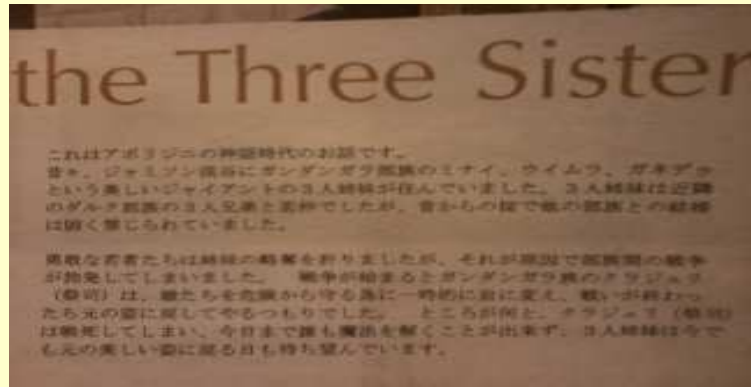 the Three Sister
これはアボリジニの神話時代のお話です。
昔々、ジャミソン渓谷にガンダンガラ部族のミナイ、ウイムラ、ガネデゥ
という美しいジャイアントの3人姉妹が住んでいました。3人姉妹は近隣
のダルク部族の3人兄弟と恋仲でしたが、昔からの掟で他の部族との結婚
は固く禁じられていました。
勇敢な若者たちは姉妹の略奪を計りましたが、それが原因で部族間の戦争
が勃発してしまいました。 戦争が始まるとガンダンガラ族のクラジュリ
(祭司)は、娘たちを危険から守る為に一時的に岩に変え、戦いが終わっ
たら元の姿に戻してやるつもりでした。 ところが何と、クラジュリ(祭司)
は戦死してしまい、今日まで誰も魔法を解くことが出来ず、3人姉妹は今で
も元の美しい姿に戻る日を待ち望んでいます。